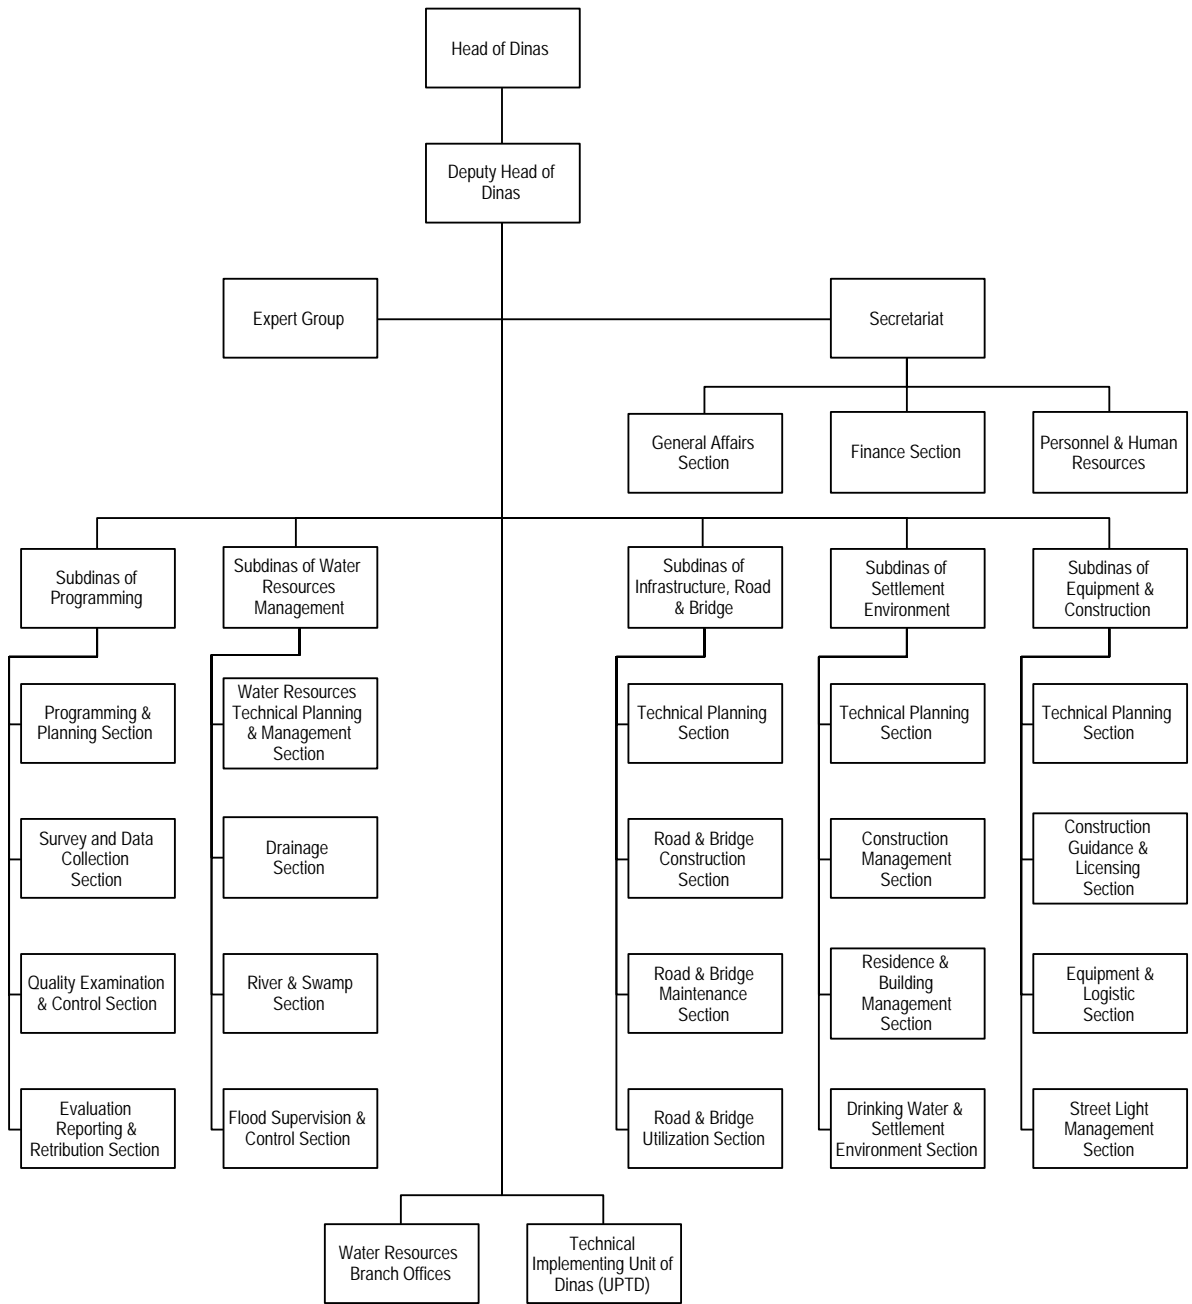 Head of Dinas
Deputy Head of
Dinas
Expert Group
Secretariat
General Affairs
Section
Finance Section
Personnel & Human
Resources
Subdinas of
Programming
Subdinas of Water
Resources
Management
Subdinas of
Infrastructure, Road
& Bridge
Subdinas of
Settlement
Environment
Subdinas of
Equipment &
Construction
Programming &
Planning Section
Water Resources
Technical Planning
& Management
Section
Technical Planning
Section
Technical Planning
Section
Technical Planning
Section
Survey and Data
Collection
Section
Drainage
Section
Road & Bridge
Construction
Section
Construction
Management
Section
Construction
Guidance &
Licensing
Section
Quality Examination
& Control Section
River & Swamp
Section
Road & Bridge
Maintenance
Section
Residence &
Building
Management
Section
Equipment &
Logistic
Section
Evaluation
Reporting &
Retribution Section
Flood Supervision &
Control Section
Road & Bridge
Utilization Section
Drinking Water &
Settlement
Environment Section
Street Light
Management
Section
Water Resources
Branch Offices
Technical
Implementing Unit of
Dinas (UPTD)